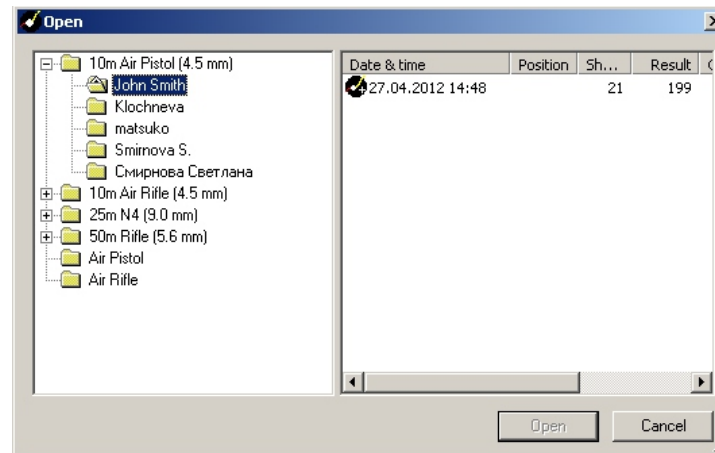 Open
10m Air Pistol (4.5 mm)
John Smith
Klochneva
matsuko
Smirnova S.
Смирнова Светлана
10m Air Rifle (4.5 mm)
25m N4 (9.0 mm)
50m Rifle (5.6 mm)
Air Pistol
Air Rifle
Date & time Position Sh... Result
27.04.2012 14:48 21 199
Open Cancel